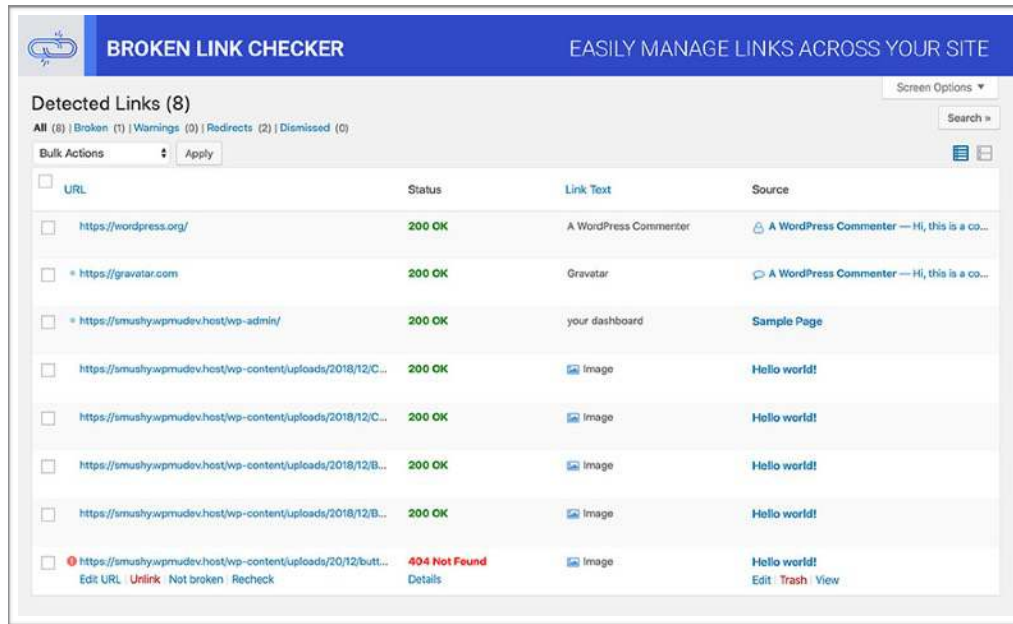 BROKEN LINK CHECKER EASILY MANAGE LINKS ACROSS YOUR SITE
Screen Options ▼
Detected Links (8)
Search »
All (8) | Broken (1) | Warnings (0) | Redirects (2) | Dismissed (0)
Bulk Actions Apply
URL Status Link Text Source
https://wordpress.org/ 200 OK A WordPress Commenter A WordPress Commenter — Hi, this is a co...
https://gravatar.com 200 OK Gravatar A WordPress Commenter — Hi, this is a co...
https://smushy.wpmudev.host/wp-admin/ 200 OK your dashboard Sample Page
https://smushy.wpmudev.host/wp-content/uploads/2018/12/C... 200 OK Image Hello world!
https://smushy.wpmudev.host/wp-content/uploads/2018/12/C... 200 OK Image Hello world!
https://smushy.wpmudev.host/wp-content/uploads/2018/12/B... 200 OK Image Hello world!
https://smushy.wpmudev.host/wp-content/uploads/2018/12/B... 200 OK Image Hello world!
https://smushy.wpmudev.host/wp-content/uploads/20/12/butt... 404 Not Found Image Hello world!
Edit URL | Unlink | Not broken | Recheck Details Edit | Trash | View